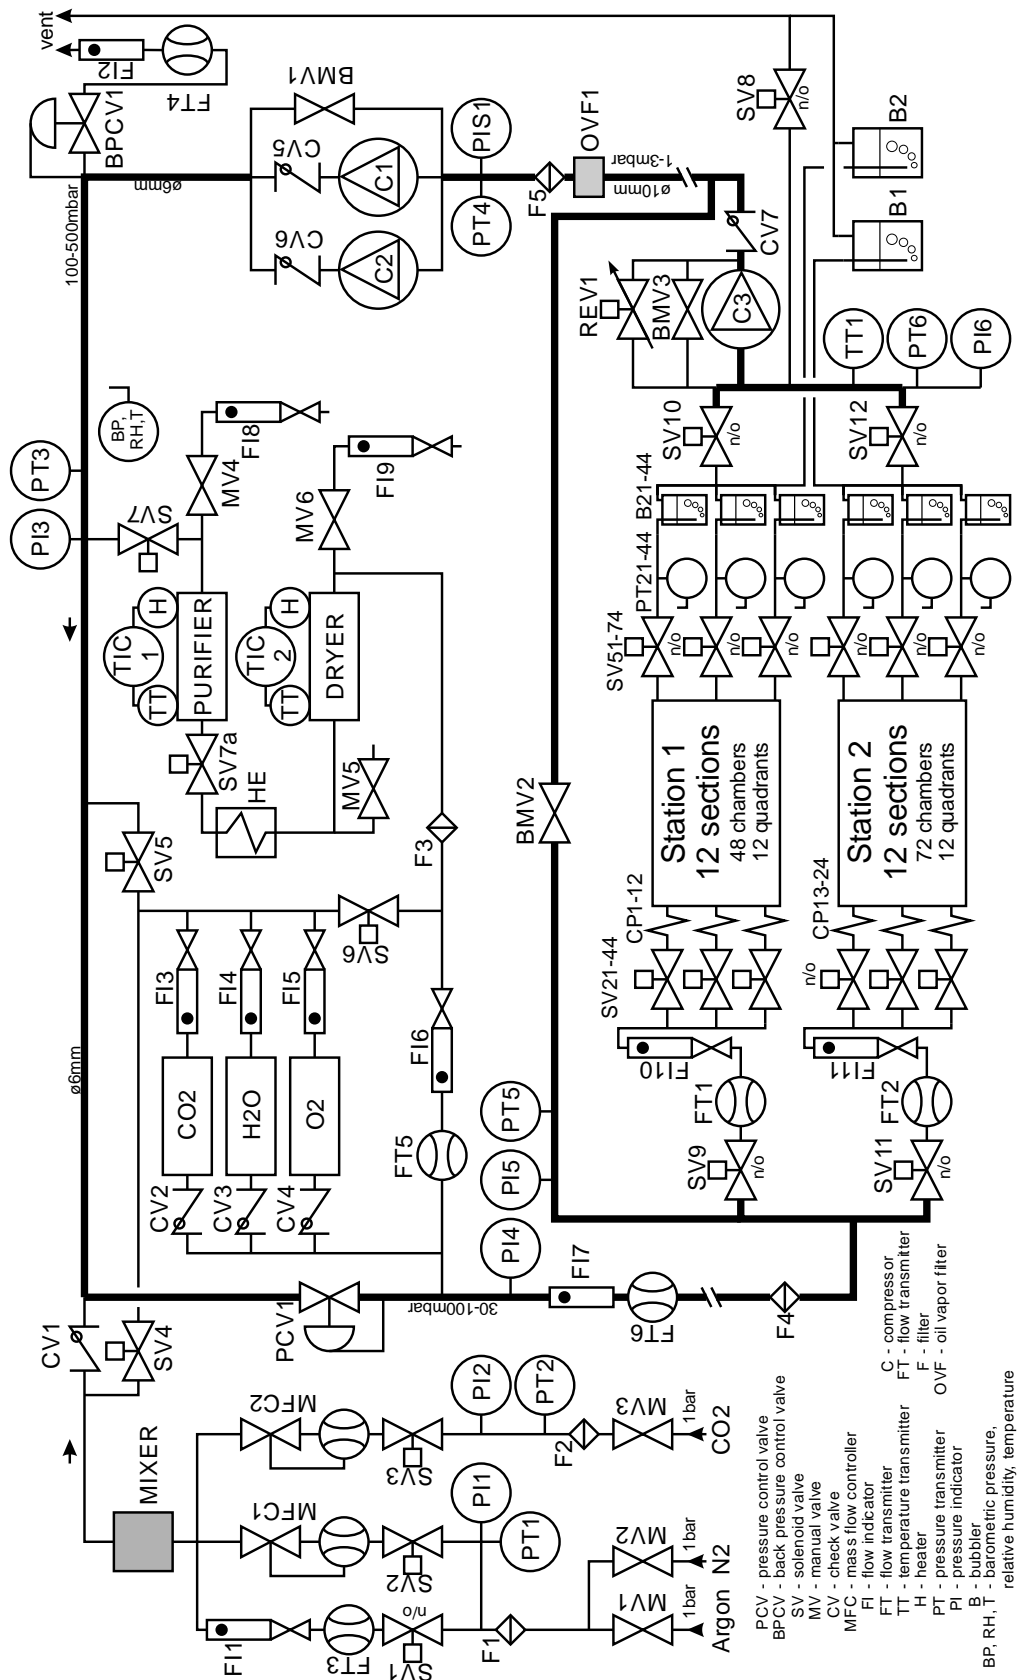 vent
FI2
FT4
BPCV1
100-500mbar
ø6mm
BMV1
CV5
C1
CV6
C2
PIS1
PT4
F5
OVF1
1-3mbar
ø10mm
CV7
REV1
BMV3
C3
SV8
n/o
B2
B1
TT1
PT6
PI6
SV10
n/o
SV12
n/o
PT3
PI3
BP,
RH,T
SV7
MV4
FI8
MV6
FI9
TIC
1
H
TT
PURIFIER
TIC
2
H
TT
DRYER
SV7a
HE
MV5
F3
B21-44
PT21-44
SV51-74
n/o
n/o
n/o
n/o
n/o
n/o
BMV2
Station 1
12 sections
48 chambers
12 quadrants
Station 2
12 sections
72 chambers
12 quadrants
CP1-12
SV21-44
CP13-24
n/o
SV5
SV6
FI3
FI4
FI5
FI6
CO2
H2O
O2
CV2
CV3
CV4
FT5
ø6mm
PT5
PI5
PI4
FI10
FT1
SV9
n/o
FI11
FT2
SV11
n/o
CV1
SV4
PCV1
30-100mbar
FI7
FT6
F4
MIXER
MFC2
MFC1
SV3
SV2
PI2
PT2
F2
MV3
1bar
CO2
PI1
PT1
FI1
FT3
n/o
SV1
F1
MV2
1bar
N2
MV1
1bar
Argon
PCV - pressure control valve
BPCV - back pressure control valve
SV - solenoid valve
MV - manual valve
CV - check valve
MFC - mass flow controller
FI - flow indicator
FT - flow transmitter
TT - temperature transmitter
H - heater
PT - pressure transmitter
PI - pressure indicator
B - bubbler
BP, RH, T - barometric pressure,
relative humidity, temperature
C - compressor
FT - flow transmitter
F - filter
OVF - oil vapor filter